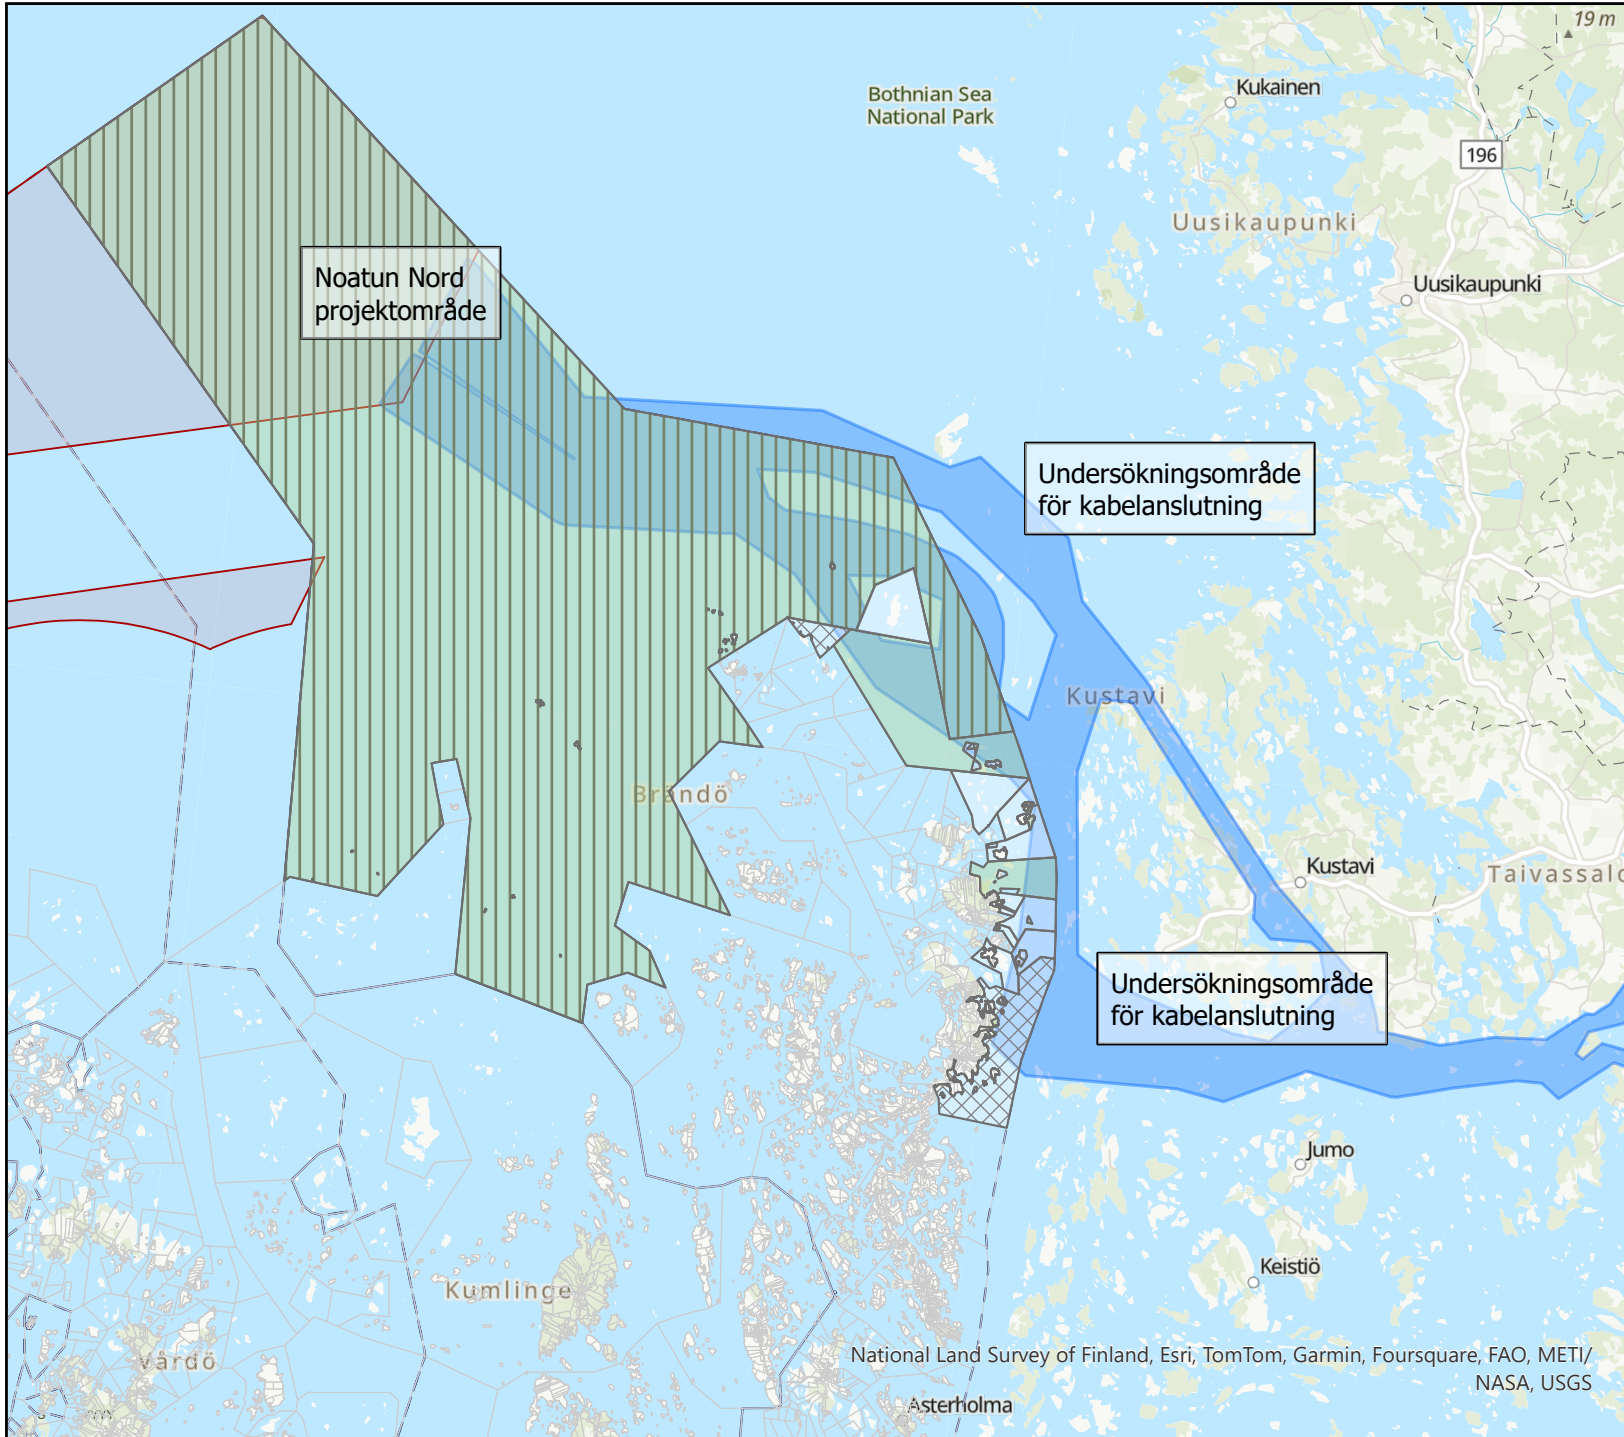 19 m
Kukainen
Bothnian Sea
National Park
196
Uusikaupunki
Noatun Nord
projektområde
Uusikaupunki
Undersökningsområde
för kabelanslutning
Kustavi
Brändö
Kustavi
Taivassalo
Undersökningsområde
för kabelanslutning
Jumo
Keistiö
Kumlinge
vårdö
National Land Survey of Finland, Esri, TomTom, Garmin, Foursquare, FAO, METI/
NASA, USGS
Asterholma